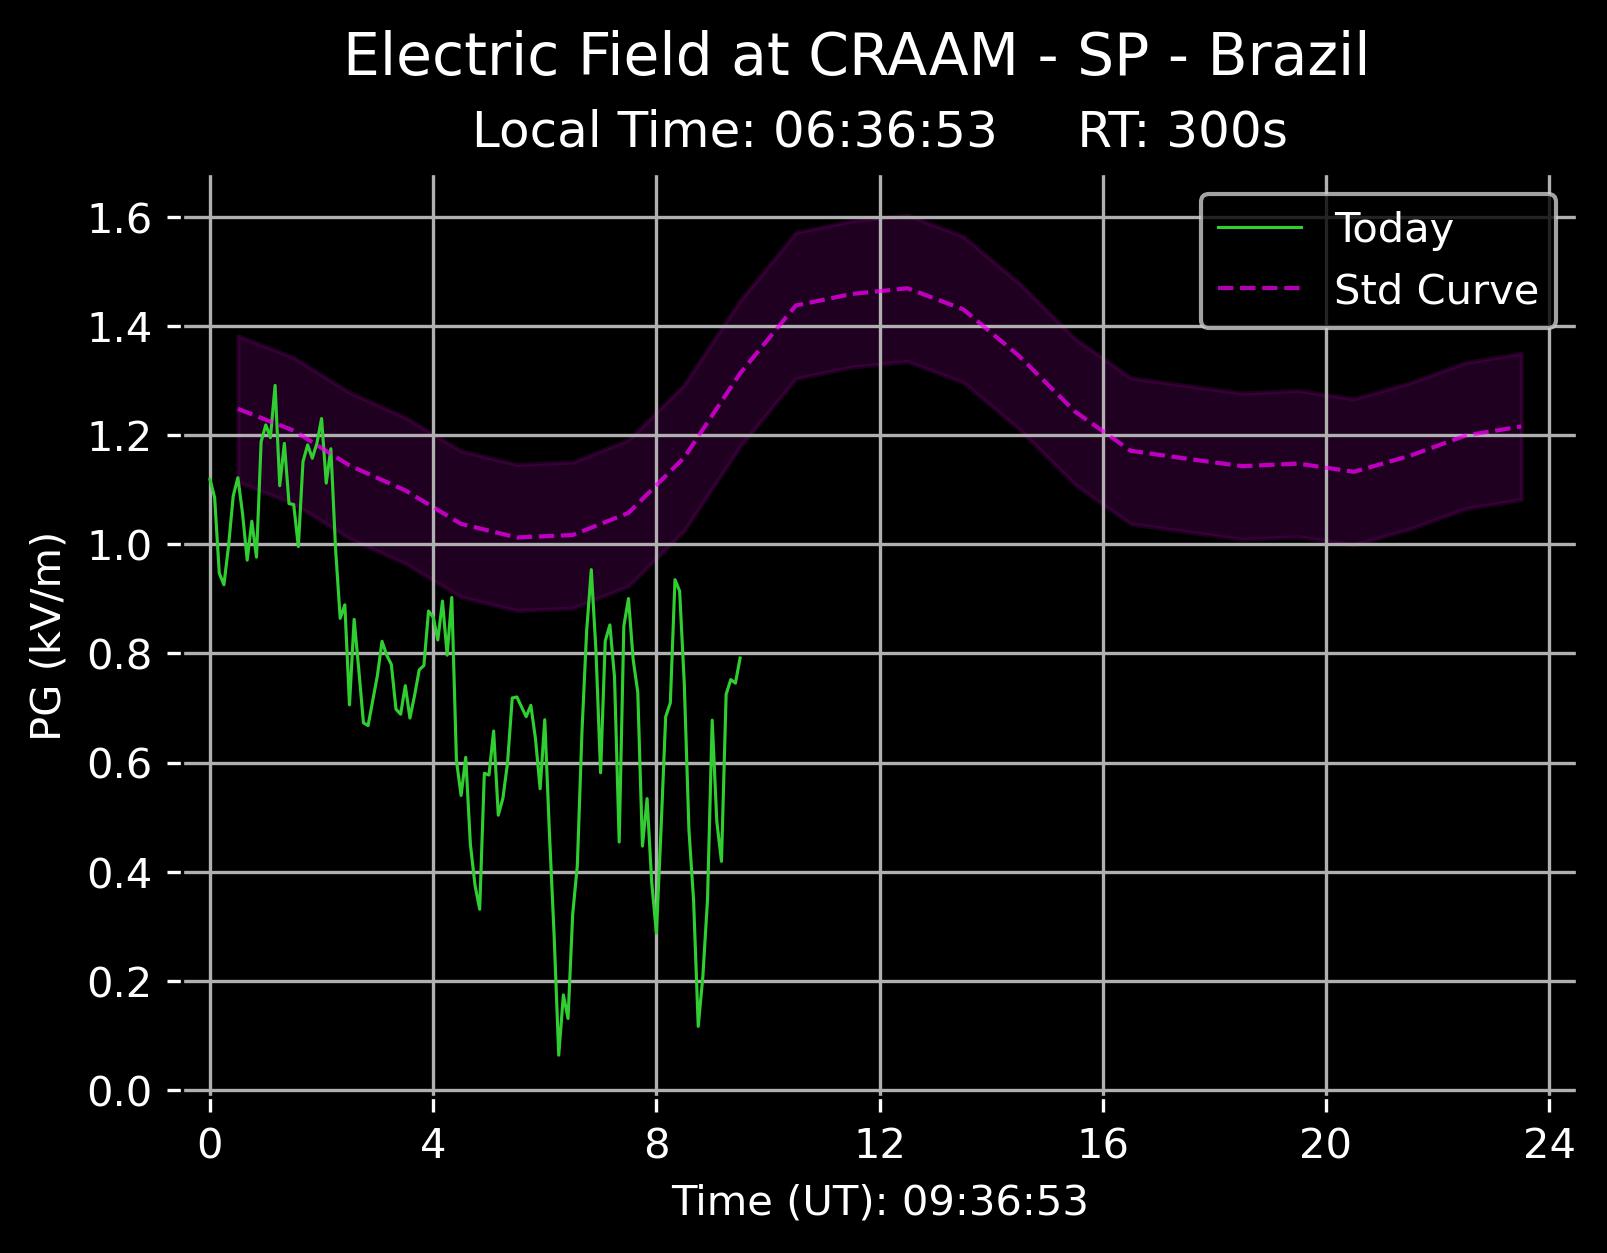 Electric Field at CRAAM - SP - Brazil
Local Time: 06:36:53 RT: 300s
Today
Std Curve
PG (kV/m)
1.6
1.4
1.2
1.0
0.8
0.6
0.4
0.2
0.0
0 4 8 12 16 20 24
Time (UT): 09:36:53